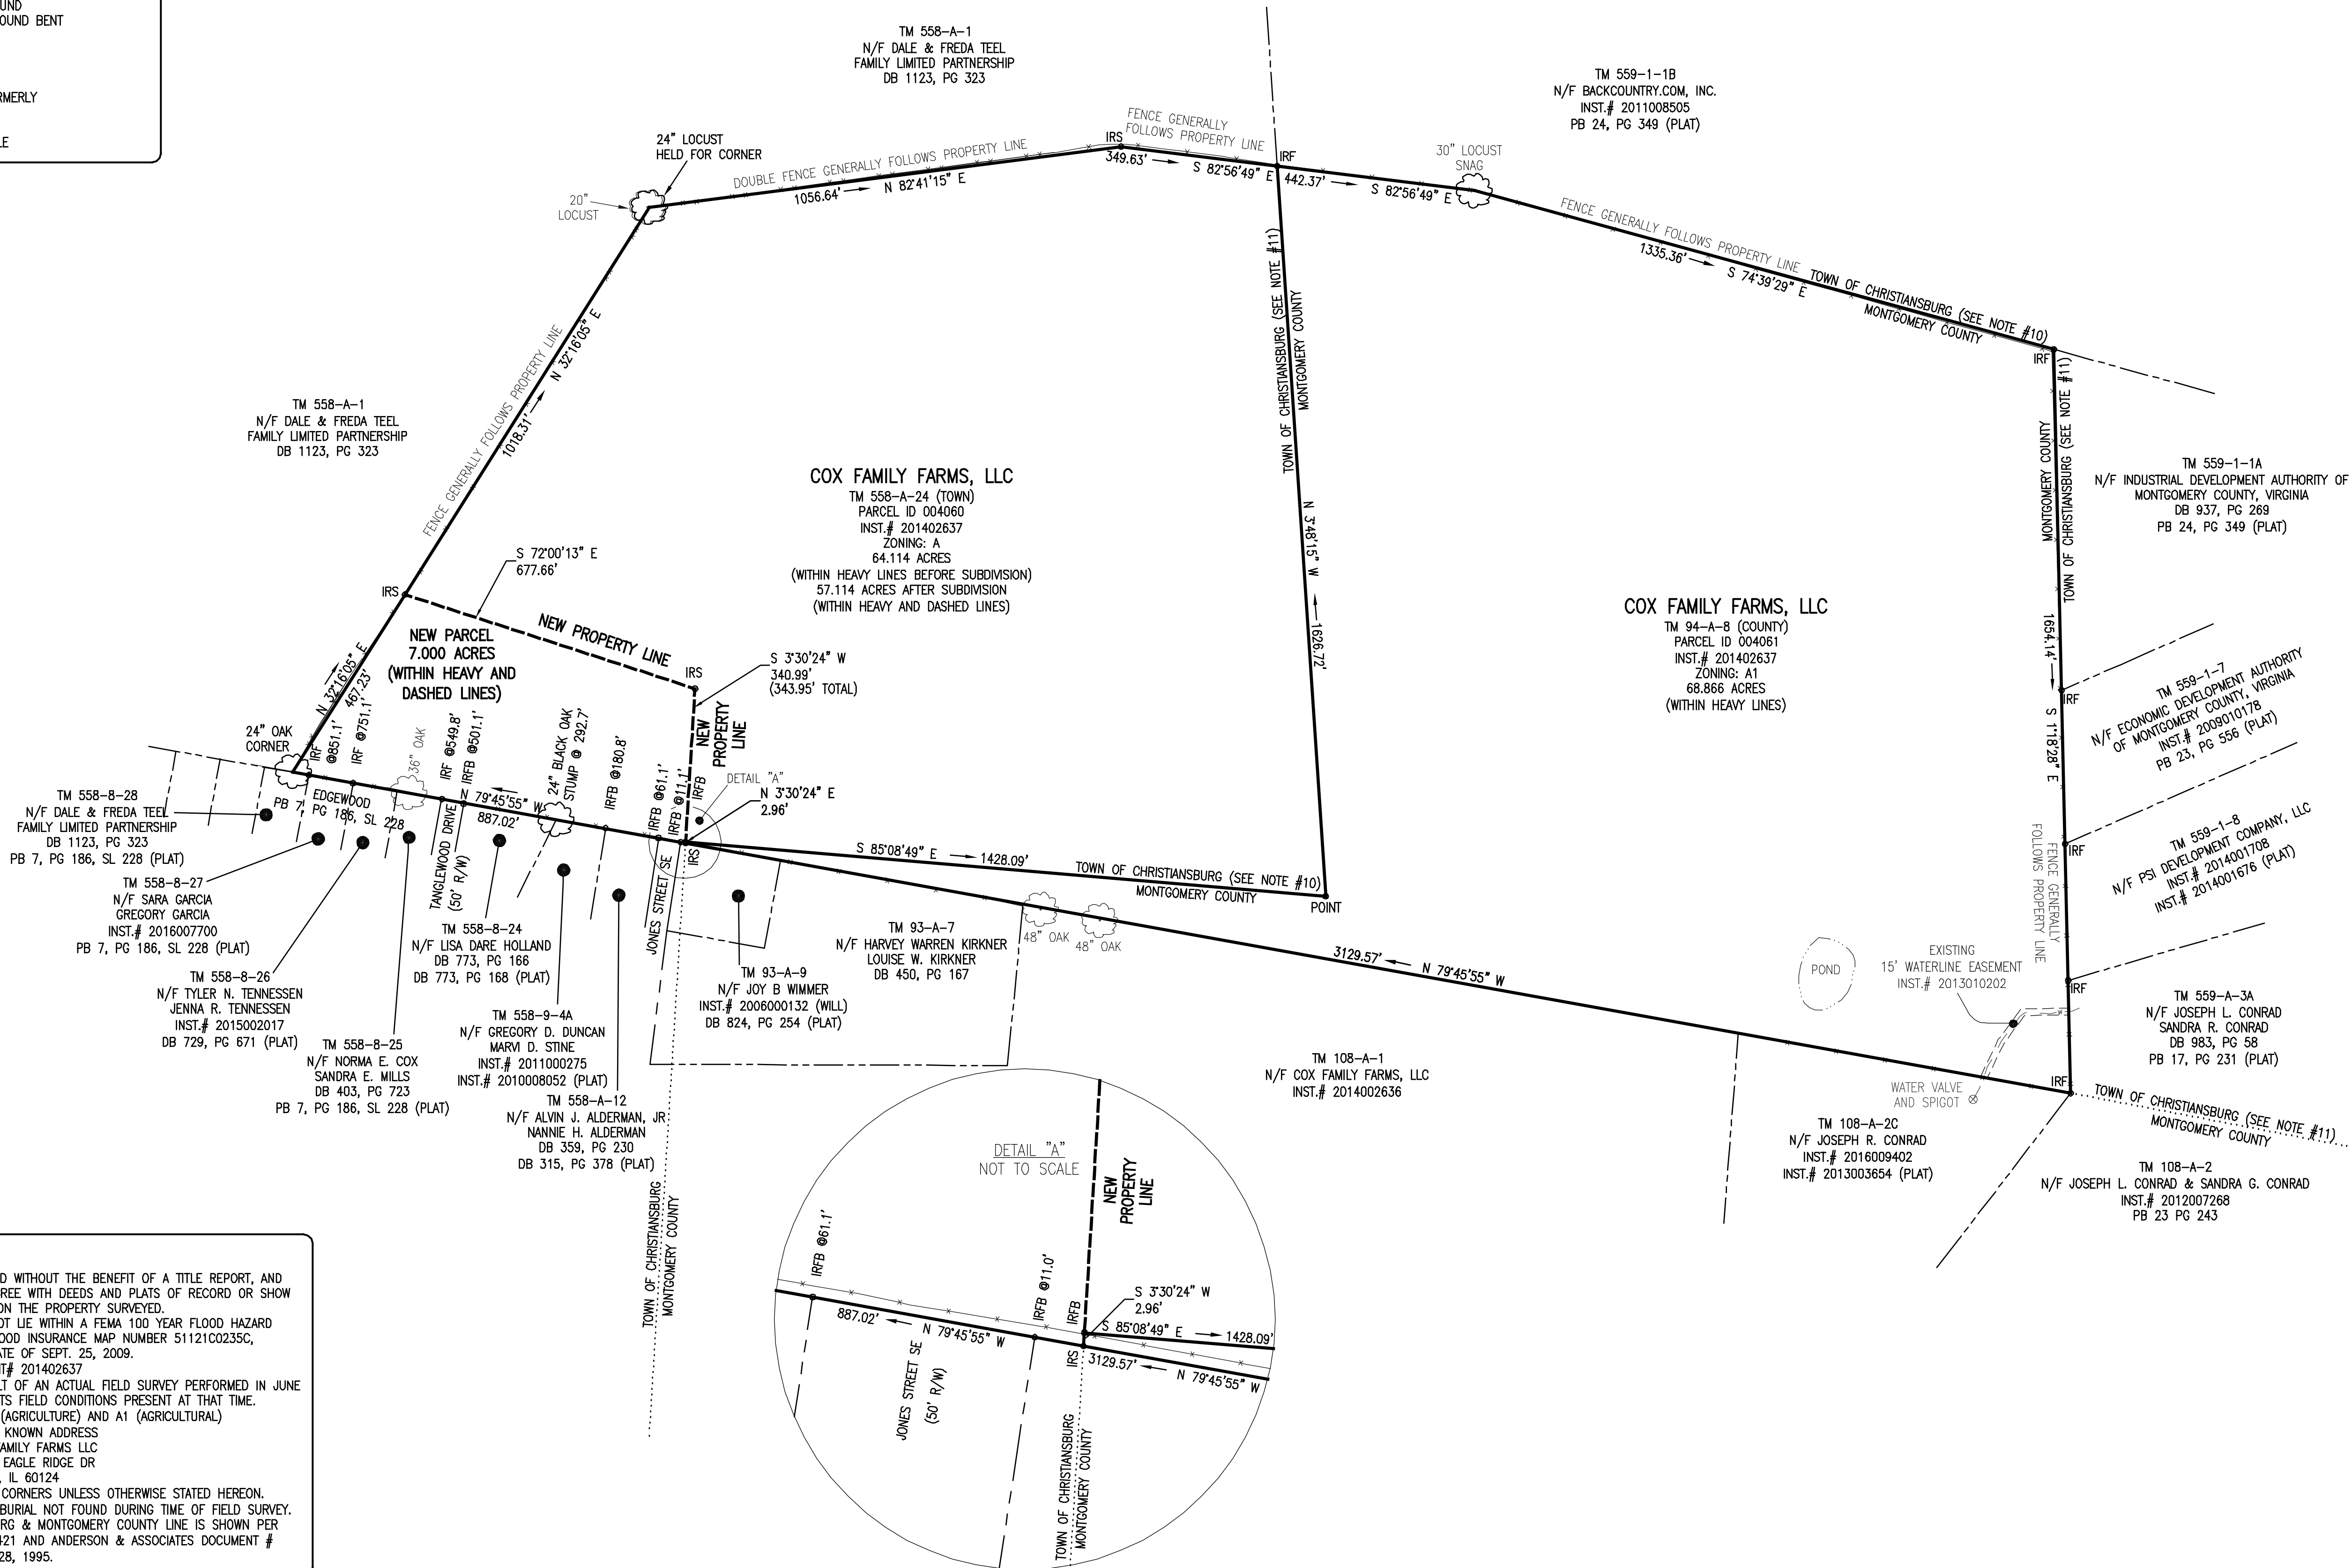 OUND BENT
LE
TM 558-A-1
N/F DALE & FREDA TEEL
FAMILY LIMITED PARTNERSHIP
DB 1123, PG 323
TM 559-1-1B
N/F BACKCOUNTRY.COM, INC.
INST.# 2011008505
PB 24, PG 349 (PLAT)
24" LOCUST
HELD FOR CORNER
20"
LOCUST
DOUBLE FENCE GENERALLY FOLLOWS PROPERTY LINE
1056.64' N 82°41'15" E
IRS
FENCE GENERALLY
FOLLOWS PROPERTY LINE
349.63' S 82°56'49" E
IRF
442.37' S 82°56'49" E
30" LOCUST
SNAG
FENCE GENERALLY FOLLOWS PROPERTY LINE
1335.36' S 74°39'29" E
TOWN OF CHRISTIANSBURG (SEE NOTE #10)
MONTGOMERY COUNTY
IRF
FENCE GENERALLY FOLLOWS PROPERTY LINE
1018.31' N 32°16'05" E
TM 558-A-1
N/F DALE & FREDA TEEL
FAMILY LIMITED PARTNERSHIP
DB 1123, PG 323
COX FAMILY FARMS, LLC
TM 558-A-24 (TOWN)
PARCEL ID 004060
INST.# 201402637
ZONING: A
64.114 ACRES
(WITHIN HEAVY LINES BEFORE SUBDIVISION)
57.114 ACRES AFTER SUBDIVISION
(WITHIN HEAVY AND DASHED LINES)
TOWN OF CHRISTIANSBURG (SEE NOTE #11)
MONTGOMERY COUNTY
N 3°48'15" W 1626.72'
COX FAMILY FARMS, LLC
TM 94-A-8 (COUNTY)
PARCEL ID 004061
INST.# 201402637
ZONING: A1
68.866 ACRES
(WITHIN HEAVY LINES)
MONTGOMERY COUNTY
TOWN OF CHRISTIANSBURG (SEE NOTE #11)
1654.14' S 1°18'28" E
TM 559-1-1A
N/F INDUSTRIAL DEVELOPMENT AUTHORITY OF
MONTGOMERY COUNTY, VIRGINIA
DB 937, PG 269
PB 24, PG 349 (PLAT)
IRF
TM 559-1-7
N/F ECONOMIC DEVELOPMENT AUTHORITY
OF MONTGOMERY COUNTY, VIRGINIA
INST.# 2009010178
PB 23, PG 556 (PLAT)
IRF
TM 559-1-8
N/F PSI DEVELOPMENT COMPANY, LLC
INST.# 2014001708
INST.# 2014001676 (PLAT)
FENCE GENERALLY
FOLLOWS PROPERTY LINE
IRF
TM 559-A-3A
N/F JOSEPH L. CONRAD
SANDRA R. CONRAD
DB 983, PG 58
PB 17, PG 231 (PLAT)
IRS
S 72°00'13" E
677.66'
NEW PROPERTY LINE
NEW PARCEL
7.000 ACRES
(WITHIN HEAVY AND
DASHED LINES)
IRS
S 3°30'24" W
340.99'
(343.95' TOTAL)
NEW
PROPERTY
LINE
N 32°16'05" E
467.23'
24" OAK
CORNER
IRF
@851.1'
IRF @751.1'
36" OAK
IRF @549.8'
IRFB @501.1'
24" BLACK OAK
STUMP @ 292.7'
IRFB @180.8'
IRFB @61.1'
IRFB @11.1'
IRFB
DETAIL "A"
N 3°30'24" E
2.96'
EDGEWOOD
PB 7, PG 186, SL 228
N 79°45'55" W
887.02'
TANGLEWOOD DRIVE
(50' R/W)
JONES STREET SE
IRS
S 85°08'49" E 1428.09'
TOWN OF CHRISTIANSBURG (SEE NOTE #10)
MONTGOMERY COUNTY
POINT
48" OAK
48" OAK
3129.57' N 79°45'55" W
POND
EXISTING
15' WATERLINE EASEMENT
INST.# 2013010202
WATER VALVE
AND SPIGOT
IRF
TOWN OF CHRISTIANSBURG (SEE NOTE #11)
MONTGOMERY COUNTY
TM 558-8-28
N/F DALE & FREDA TEEL
FAMILY LIMITED PARTNERSHIP
DB 1123, PG 323
PB 7, PG 186, SL 228 (PLAT)
TM 558-8-27
N/F SARA GARCIA
GREGORY GARCIA
INST.# 2016007700
PB 7, PG 186, SL 228 (PLAT)
TM 558-8-26
N/F TYLER N. TENNESSEN
JENNA R. TENNESSEN
INST.# 2015002017
DB 729, PG 671 (PLAT)
TM 558-8-25
N/F NORMA E. COX
SANDRA E. MILLS
DB 403, PG 723
PB 7, PG 186, SL 228 (PLAT)
TM 558-8-24
N/F LISA DARE HOLLAND
DB 773, PG 166
DB 773, PG 168 (PLAT)
TM 558-9-4A
N/F GREGORY D. DUNCAN
MARVI D. STINE
INST.# 2011000275
INST.# 2010008052 (PLAT)
TM 558-A-12
N/F ALVIN J. ALDERMAN, JR
NANNIE H. ALDERMAN
DB 359, PG 230
DB 315, PG 378 (PLAT)
TM 93-A-9
N/F JOY B WIMMER
INST.# 2006000132 (WILL)
DB 824, PG 254 (PLAT)
TM 93-A-7
N/F HARVEY WARREN KIRKNER
LOUISE W. KIRKNER
DB 450, PG 167
TM 108-A-1
N/F COX FAMILY FARMS, LLC
INST.# 2014002636
TM 108-A-2C
N/F JOSEPH R. CONRAD
INST.# 2016009402
INST.# 2013003654 (PLAT)
TM 108-A-2
N/F JOSEPH L. CONRAD & SANDRA G. CONRAD
INST.# 2012007268
PB 23 PG 243
TOWN OF CHRISTIANSBURG
MONTGOMERY COUNTY
DETAIL "A"
NOT TO SCALE
NEW
PROPERTY
LINE
IRFB @61.1'
IRFB @11.0'
IRFB
S 3°30'24" W
2.96'
887.02' N 79°45'55" W
S 85°08'49" E 1428.09'
IRS
3129.57' N 79°45'55" W
JONES STREET SE
(50' R/W)
TOWN OF CHRISTIANSBURG
MONTGOMERY COUNTY
D WITHOUT THE BENEFIT OF A TITLE REPORT, AND
REE WITH DEEDS AND PLATS OF RECORD OR SHOW
ON THE PROPERTY SURVEYED.
OT LIE WITHIN A FEMA 100 YEAR FLOOD HAZARD
OOD INSURANCE MAP NUMBER 51121C0235C,
ATE OF SEPT. 25, 2009.
NT# 201402637
LT OF AN ACTUAL FIELD SURVEY PERFORMED IN JUNE
TS FIELD CONDITIONS PRESENT AT THAT TIME.
(AGRICULTURE) AND A1 (AGRICULTURAL)
KNOWN ADDRESS
FAMILY FARMS LLC
EAGLE RIDGE DR
, IL 60124
CORNERS UNLESS OTHERWISE STATED HEREON.
BURIAL NOT FOUND DURING TIME OF FIELD SURVEY.
RG & MONTGOMERY COUNTY LINE IS SHOWN PER
421 AND ANDERSON & ASSOCIATES DOCUMENT #
28, 1995.